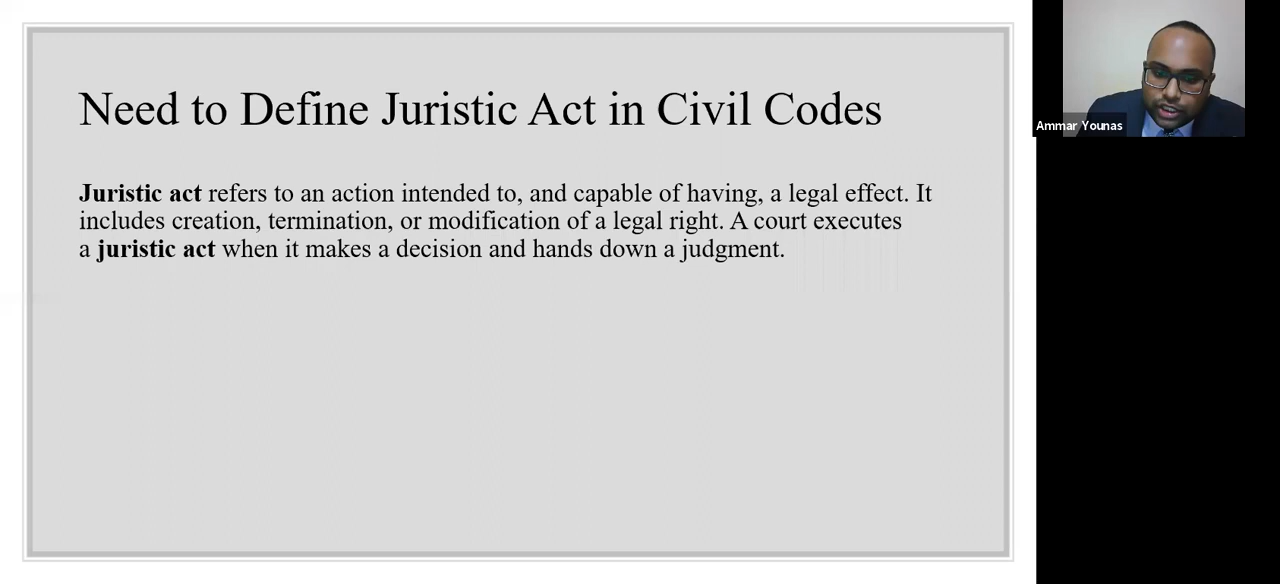 Need to Define Juristic Act in Civil Codes
Juristic act refers to an action intended to, and capable of having, a legal effect. It
includes creation, termination, or modification of a legal right. A court executes
a juristic act when it makes a decision and hands down a judgment.
Ammar Younas